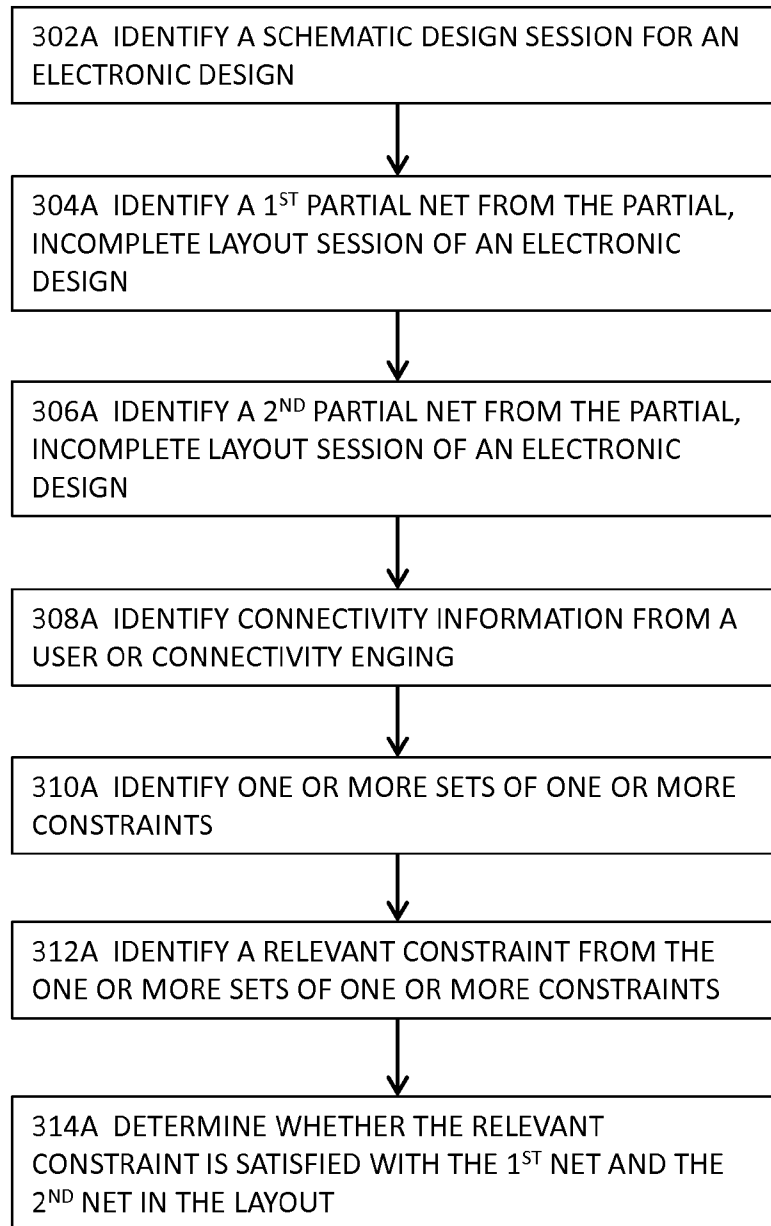 302A IDENTIFY A SCHEMATIC DESIGN SESSION FOR AN
ELECTRONIC DESIGN
304A IDENTIFY A 1ST PARTIAL NET FROM THE PARTIAL,
INCOMPLETE LAYOUT SESSION OF AN ELECTRONIC
DESIGN
306A IDENTIFY A 2ND PARTIAL NET FROM THE PARTIAL,
INCOMPLETE LAYOUT SESSION OF AN ELECTRONIC
DESIGN
308A IDENTIFY CONNECTIVITY INFORMATION FROM A
USER OR CONNECTIVITY ENGING
310A IDENTIFY ONE OR MORE SETS OF ONE OR MORE
CONSTRAINTS
312A IDENTIFY A RELEVANT CONSTRAINT FROM THE
ONE OR MORE SETS OF ONE OR MORE CONSTRAINTS
314A DETERMINE WHETHER THE RELEVANT
CONSTRAINT IS SATISFIED WITH THE 1ST NET AND THE
2ND NET IN THE LAYOUT